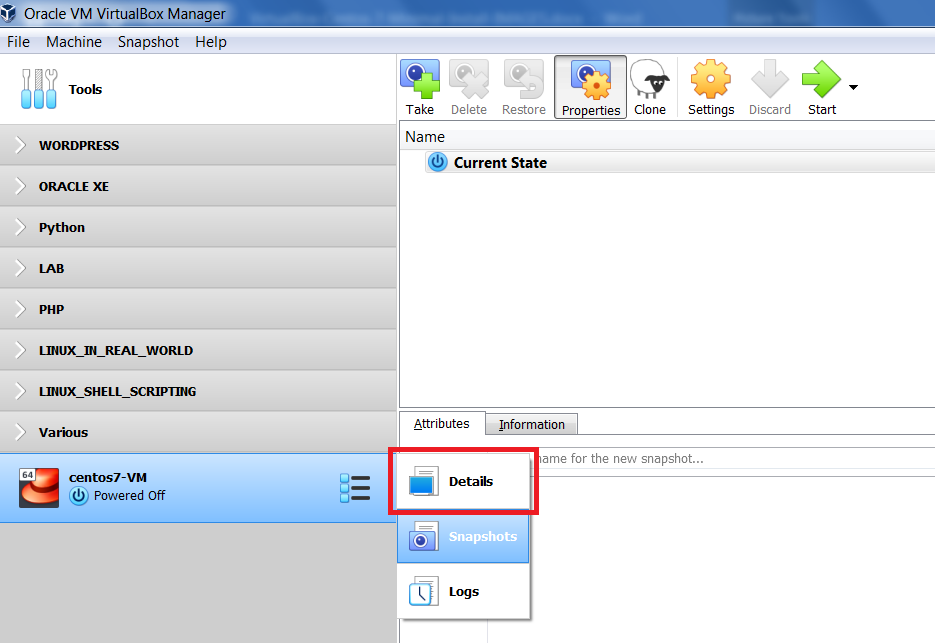 Oracle VM VirtualBox Manager
File Machine Snapshot Help
Tools
Take Delete Restore Properties Clone Settings Discard Start
Name
Current State
WORDPRESS
ORACLE XE
Python
LAB
PHP
LINUX_IN_REAL_WORLD
LINUX_SHELL_SCRIPTING
Various
64
centos7-VM
Powered Off
Attributes Information
name for the new snapshot...
Details
Snapshots
Logs